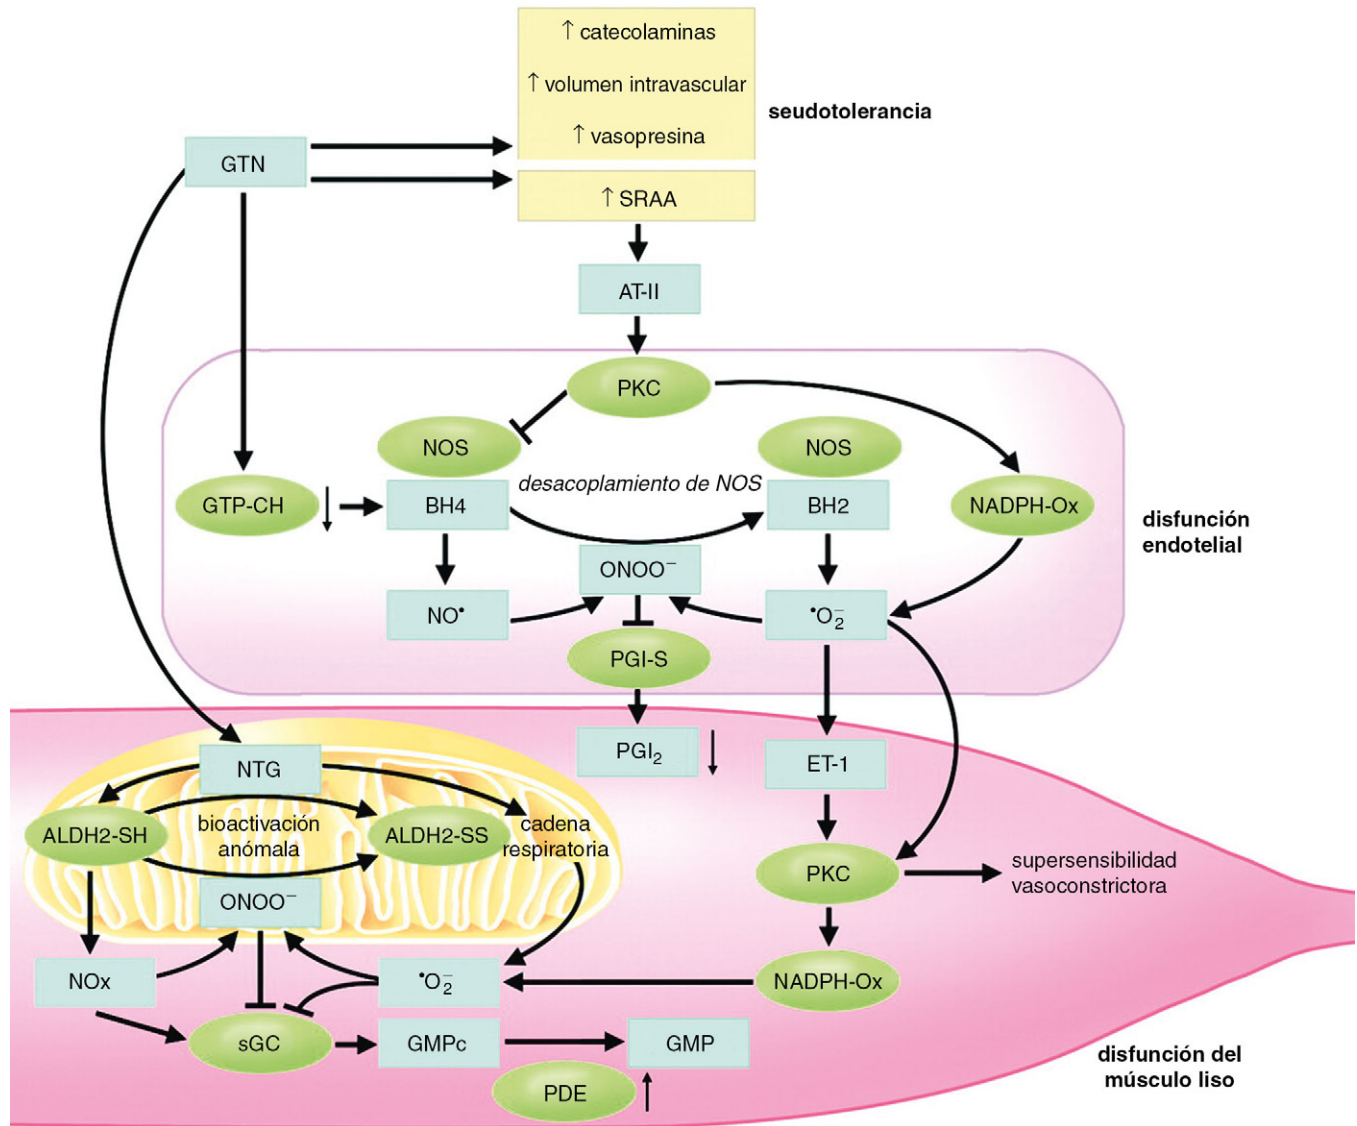 ↑ catecolaminas
↑ volumen intravascular
↑ vasopresina
seudotolerancia
GTN
↑ SRAA
AT-II
PKC
NOS
NOS
desacoplamiento de NOS
GTP-CH ↓
BH4
BH2
NADPH-Ox
disfunción
endotelial
ONOO⁻
NO•
•O₂⁻
PGI-S
PGI₂ ↓
ET-1
NTG
ALDH2-SH
bioactivación
anómala
ALDH2-SS
cadena
respiratoria
ONOO⁻
PKC
supersensibilidad
vasoconstrictora
NOx
•O₂⁻
NADPH-Ox
sGC
GMPc
GMP
PDE ↑
disfunción del
músculo liso